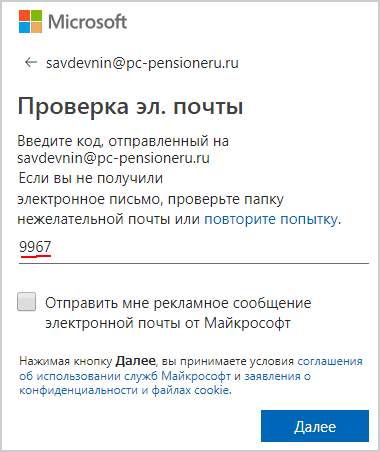 Microsoft
← savdevnin@pc-pensioneru.ru
Проверка эл. почты
Введите код, отправленный на
savdevnin@pc-pensioneru.ru
Если вы не получили
электронное письмо, проверьте папку
нежелательной почты или повторите попытку.
9967
Отправить мне рекламное сообщение
электронной почты от Майкрософт
Нажимая кнопку Далее, вы принимаете условия соглашения
об использовании служб Майкрософт и заявления о
конфиденциальности и файлах cookie.
Далее